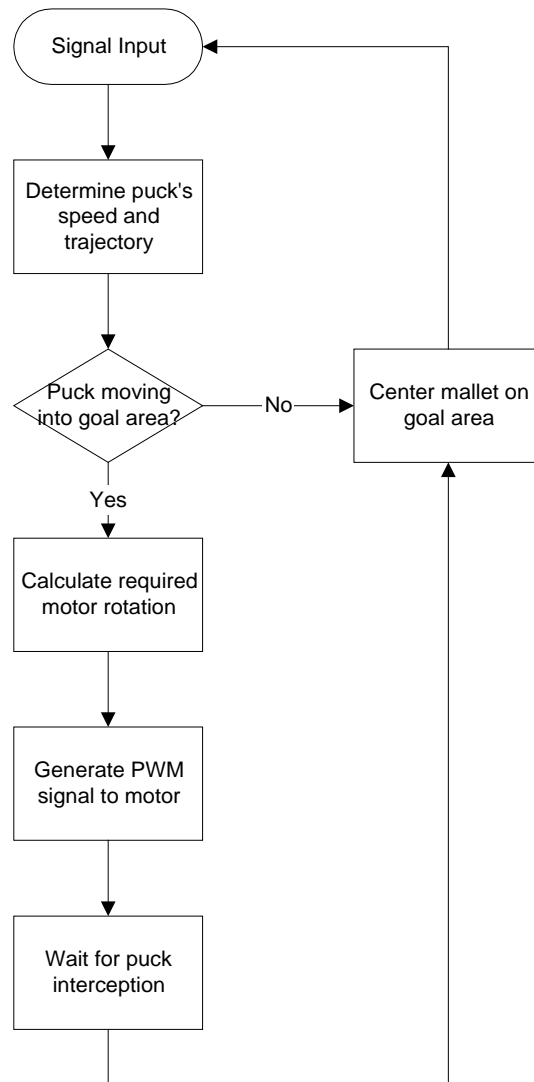 Signal Input
Determine puck's
speed and
trajectory
Puck moving
into goal area?
No
Center mallet on
goal area
Yes
Calculate required
motor rotation
Generate PWM
signal to motor
Wait for puck
interception